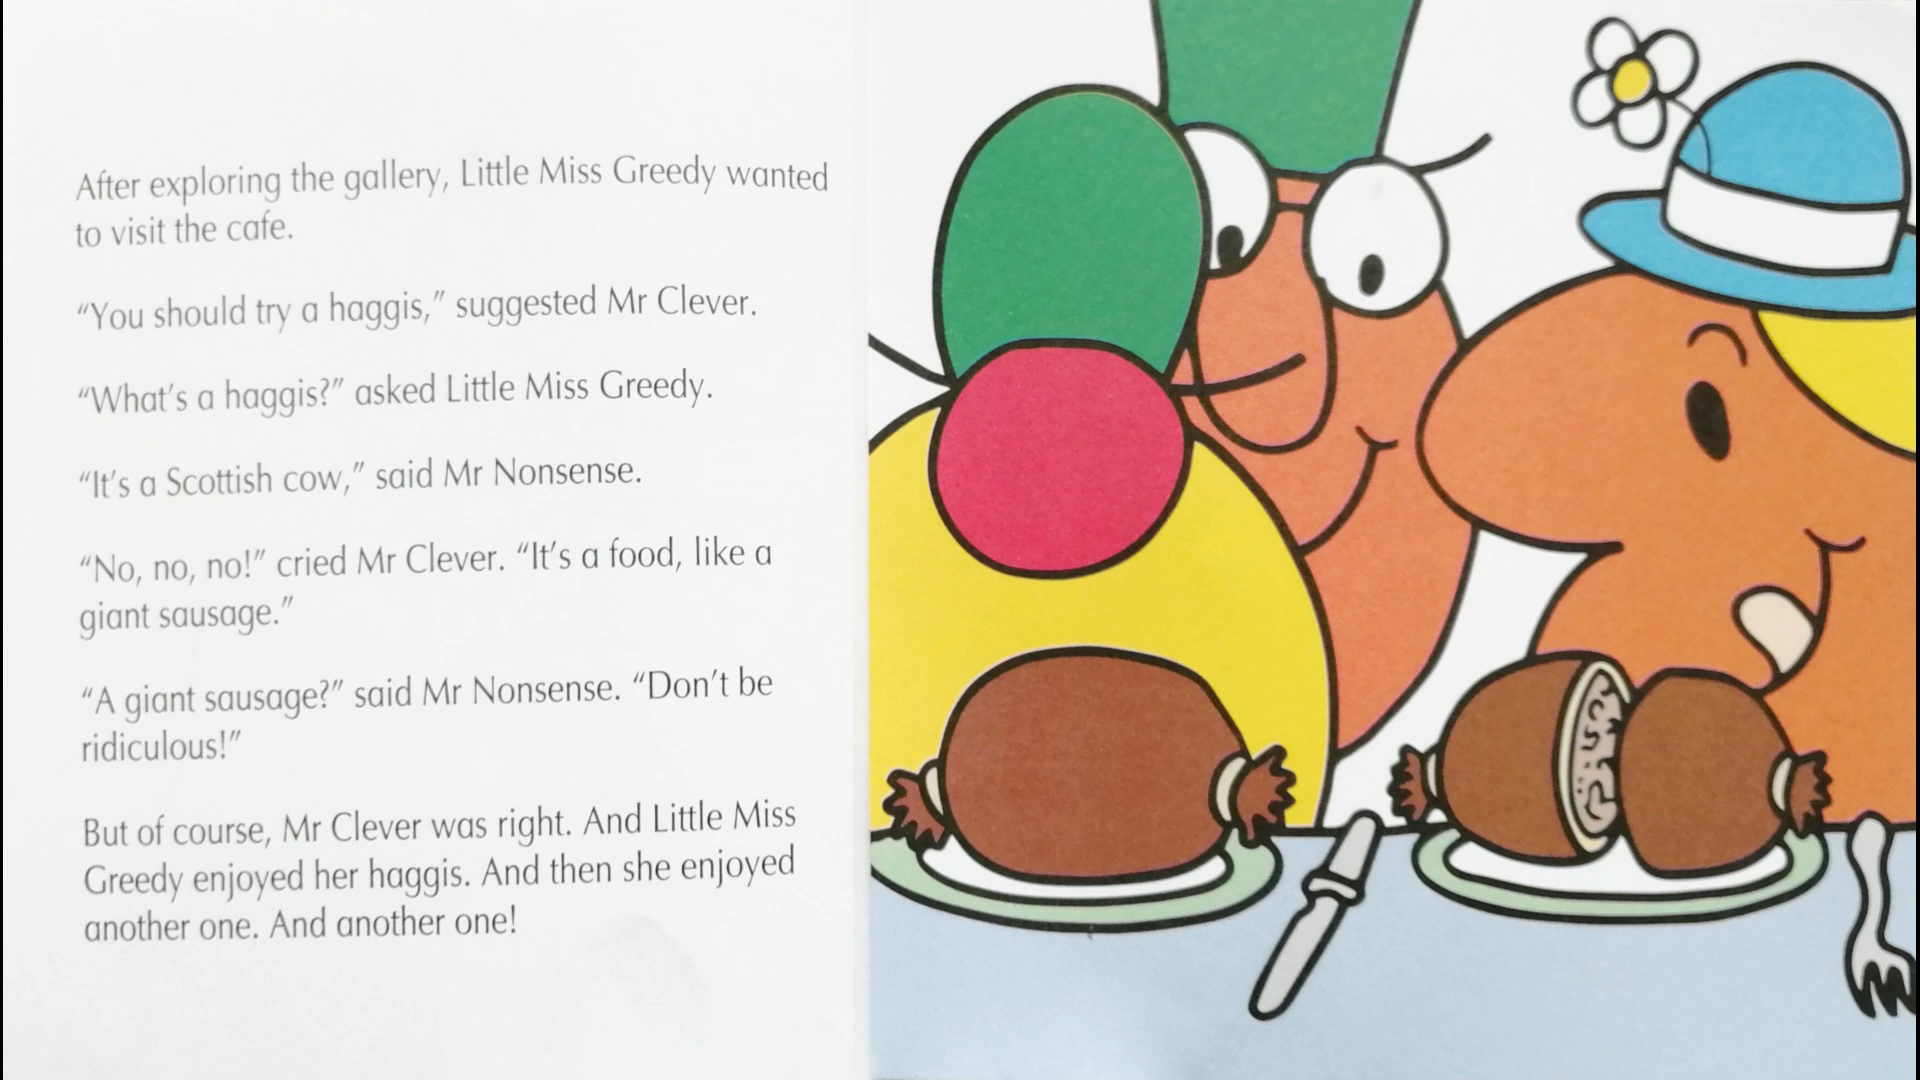 After exploring the gallery, Little Miss Greedy wanted
to visit the cafe.
“You should try a haggis,” suggested Mr Clever.
“What’s a haggis?” asked Little Miss Greedy.
“It’s a Scottish cow,” said Mr Nonsense.
“No, no, no!” cried Mr Clever. “It’s a food, like a
giant sausage.”
“A giant sausage?” said Mr Nonsense. “Don’t be
ridiculous!”
But of course, Mr Clever was right. And Little Miss
Greedy enjoyed her haggis. And then she enjoyed
another one. And another one!